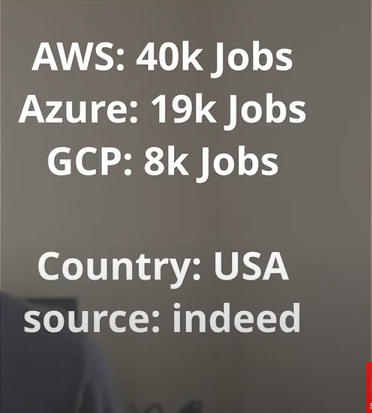 AWS: 40k Jobs
Azure: 19k Jobs
GCP: 8k Jobs
Country: USA
source: indeed